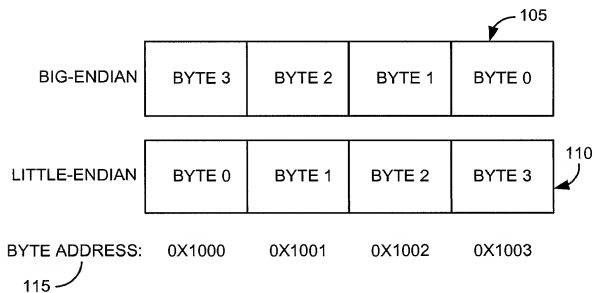 105
BIG-ENDIAN BYTE 3 BYTE 2 BYTE 1 BYTE 0
LITTLE-ENDIAN BYTE 0 BYTE 1 BYTE 2 BYTE 3 110
BYTE ADDRESS: 0X1000 0X1001 0X1002 0X1003
115